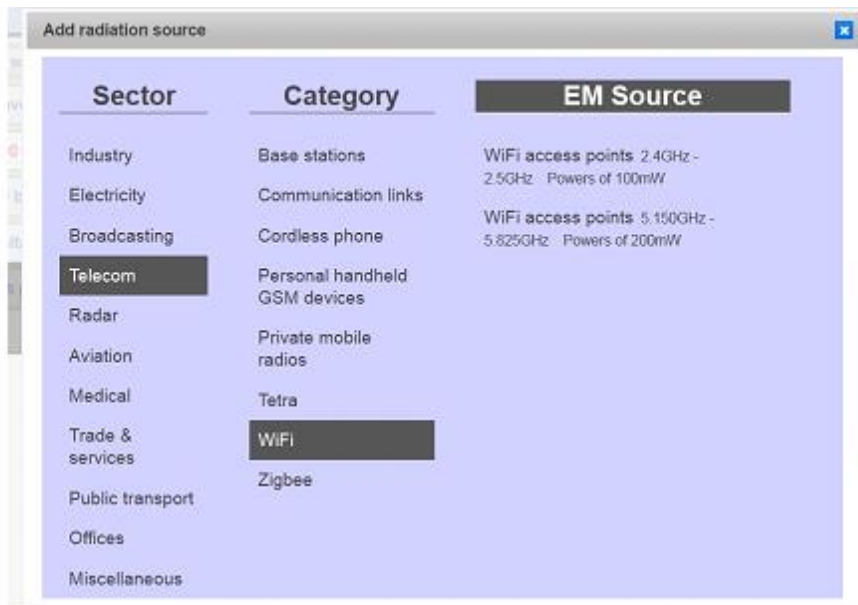 Add radiation source
Sector
Industry
Electricity
Broadcasting
Telecom
Radar
Aviation
Medical
Trade &
services
Public transport
Offices
Miscellaneous
Category
Base stations
Communication links
Cordless phone
Personal handheld
GSM devices
Private mobile
radios
Tetra
WiFi
Zigbee
EM Source
WiFi access points 2.4GHz -
2.5GHz Powers of 100mW
WiFi access points 5.150GHz -
5.825GHz Powers of 200mW